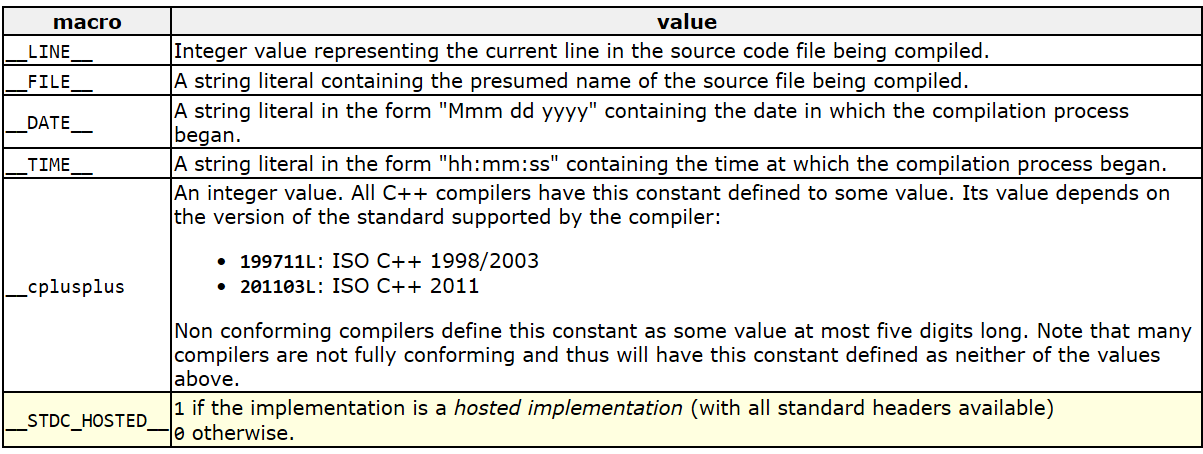 macro value
__LINE__ Integer value representing the current line in the source code file being compiled.
__FILE__ A string literal containing the presumed name of the source file being compiled.
__DATE__ A string literal in the form "Mmm dd yyyy" containing the date in which the compilation process
began.
__TIME__ A string literal in the form "hh:mm:ss" containing the time at which the compilation process began.
An integer value. All C++ compilers have this constant defined to some value. Its value depends on
the version of the standard supported by the compiler:
• 199711L: ISO C++ 1998/2003
• 201103L: ISO C++ 2011
__cplusplus
Non conforming compilers define this constant as some value at most five digits long. Note that many
compilers are not fully conforming and thus will have this constant defined as neither of the values
above.
__STDC_HOSTED__
1 if the implementation is a hosted implementation (with all standard headers available)
0 otherwise.